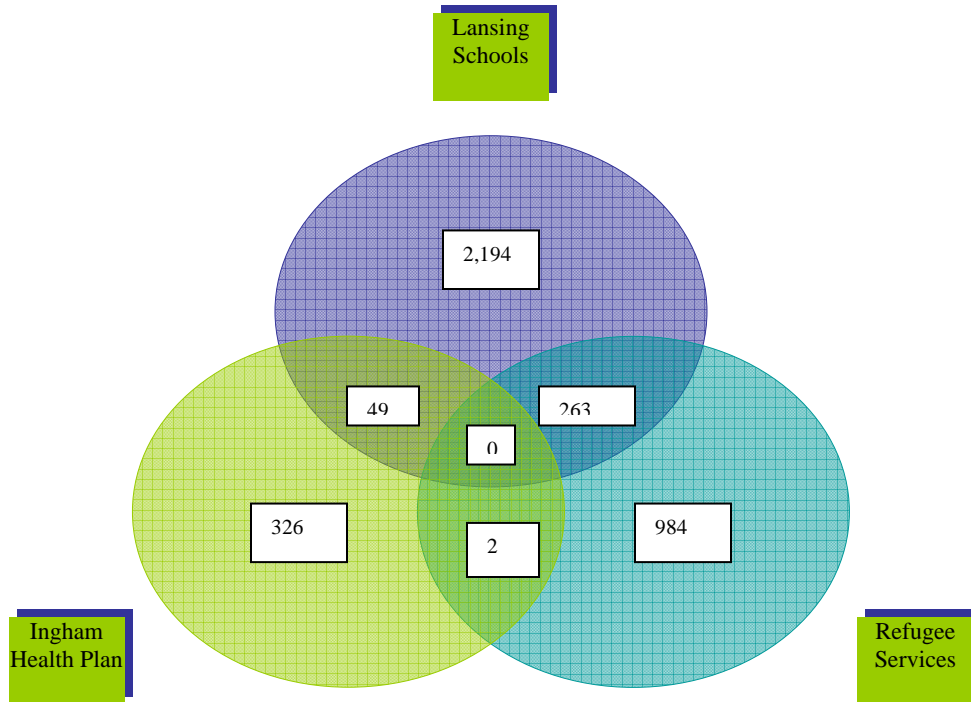 Lansing
Schools
2,194
49
263
0
326
2
984
Ingham
Health Plan
Refugee
Services